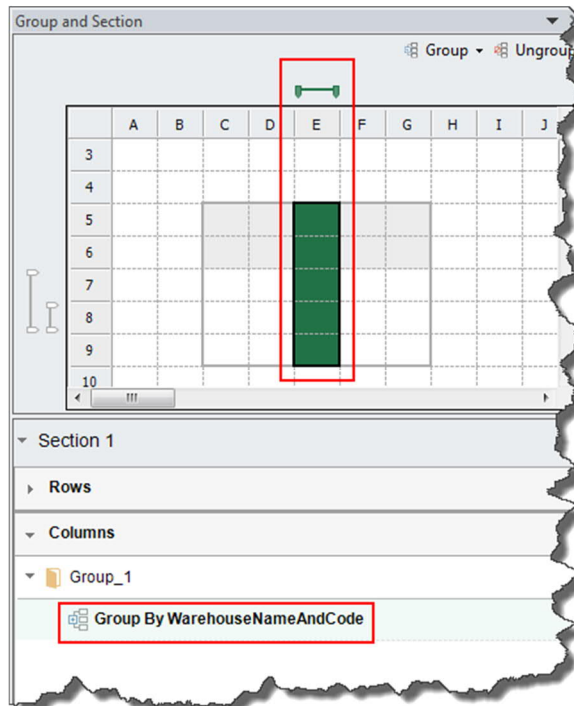 Group and Section
Group Ungroup
A B C D E F G H I J
3
4
5
6
7
8
9
10
Section 1
Rows
Columns
Group_1
Group By WarehouseNameAndCode